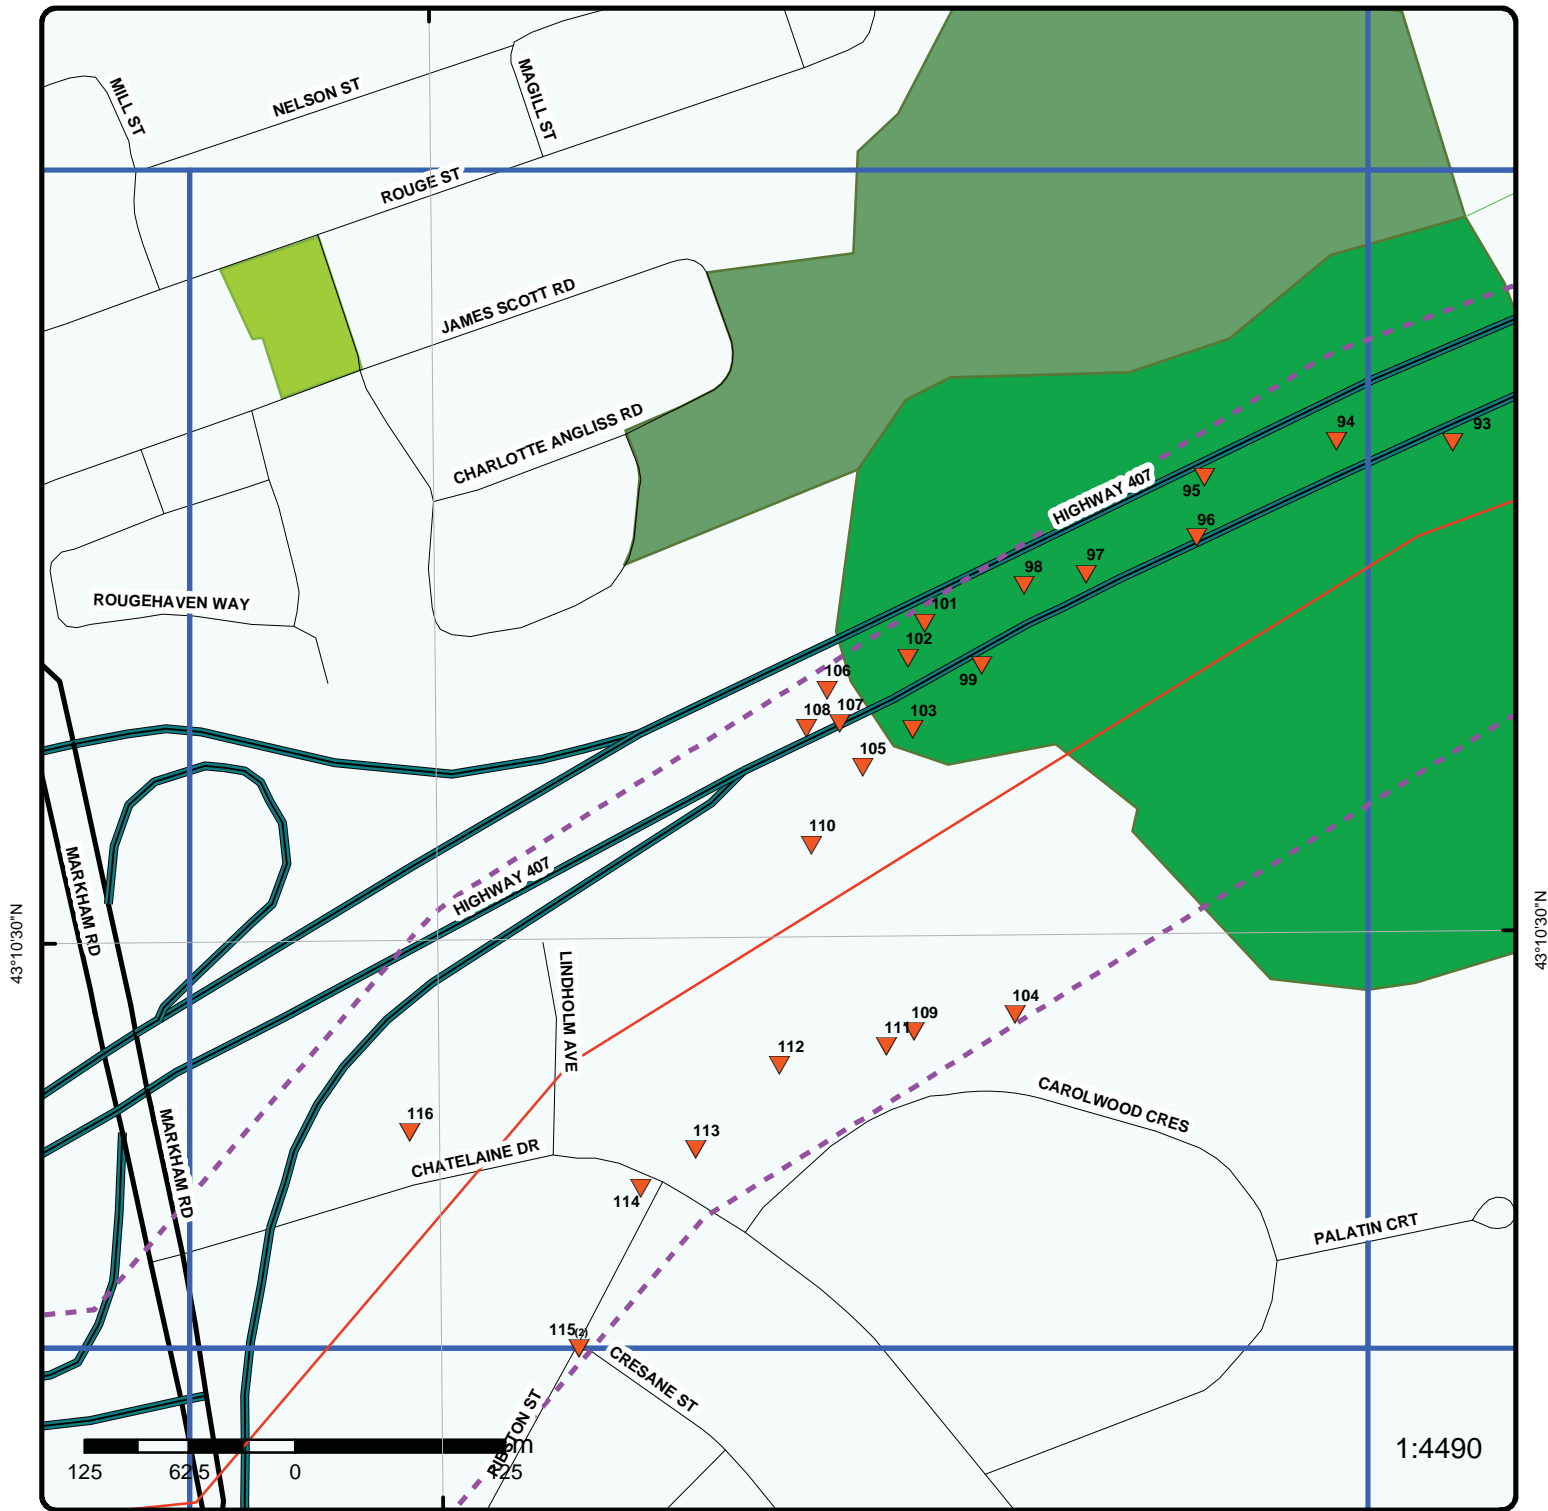 MILL ST
NELSON ST
MAGILL ST
ROUGE ST
JAMES SCOTT RD
CHARLOTTE ANGLISS RD
94
93
HIGHWAY 407
95
96
97
98
ROUGEHAVEN WAY
101
102
99
106
107
108
103
105
110
MARKHAM RD
HIGHWAY 407
43°10'30"N
43°10'30"N
LINDHOLM AVE
104
109
111
112
CAROLWOOD CRES
116
MARKHAM RD
113
CHATELAINE DR
114
PALATIN CRT
115(2)
CRESANE ST
RIBSTON ST
m
125 62.5 0 125
1:4490